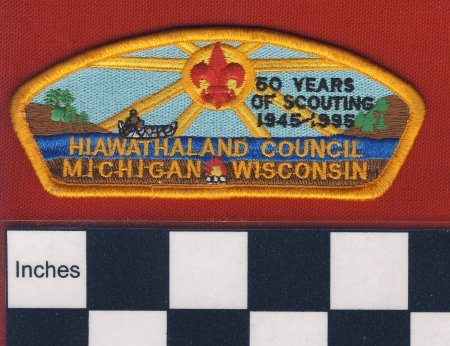 50 YEARS
OF SCOUTING
1945-1995
HIAWATHALAND COUNCIL
MICHIGAN WISCONSIN
Inches